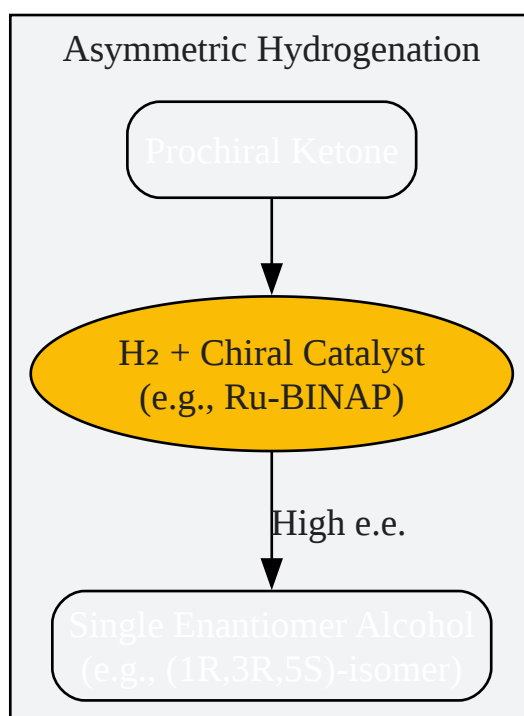 Asymmetric Hydrogenation
Prochiral Ketone
H₂ + Chiral Catalyst
(e.g., Ru-BINAP)
High e.e.
Single Enantiomer Alcohol
(e.g., (1R,3R,5S)-isomer)